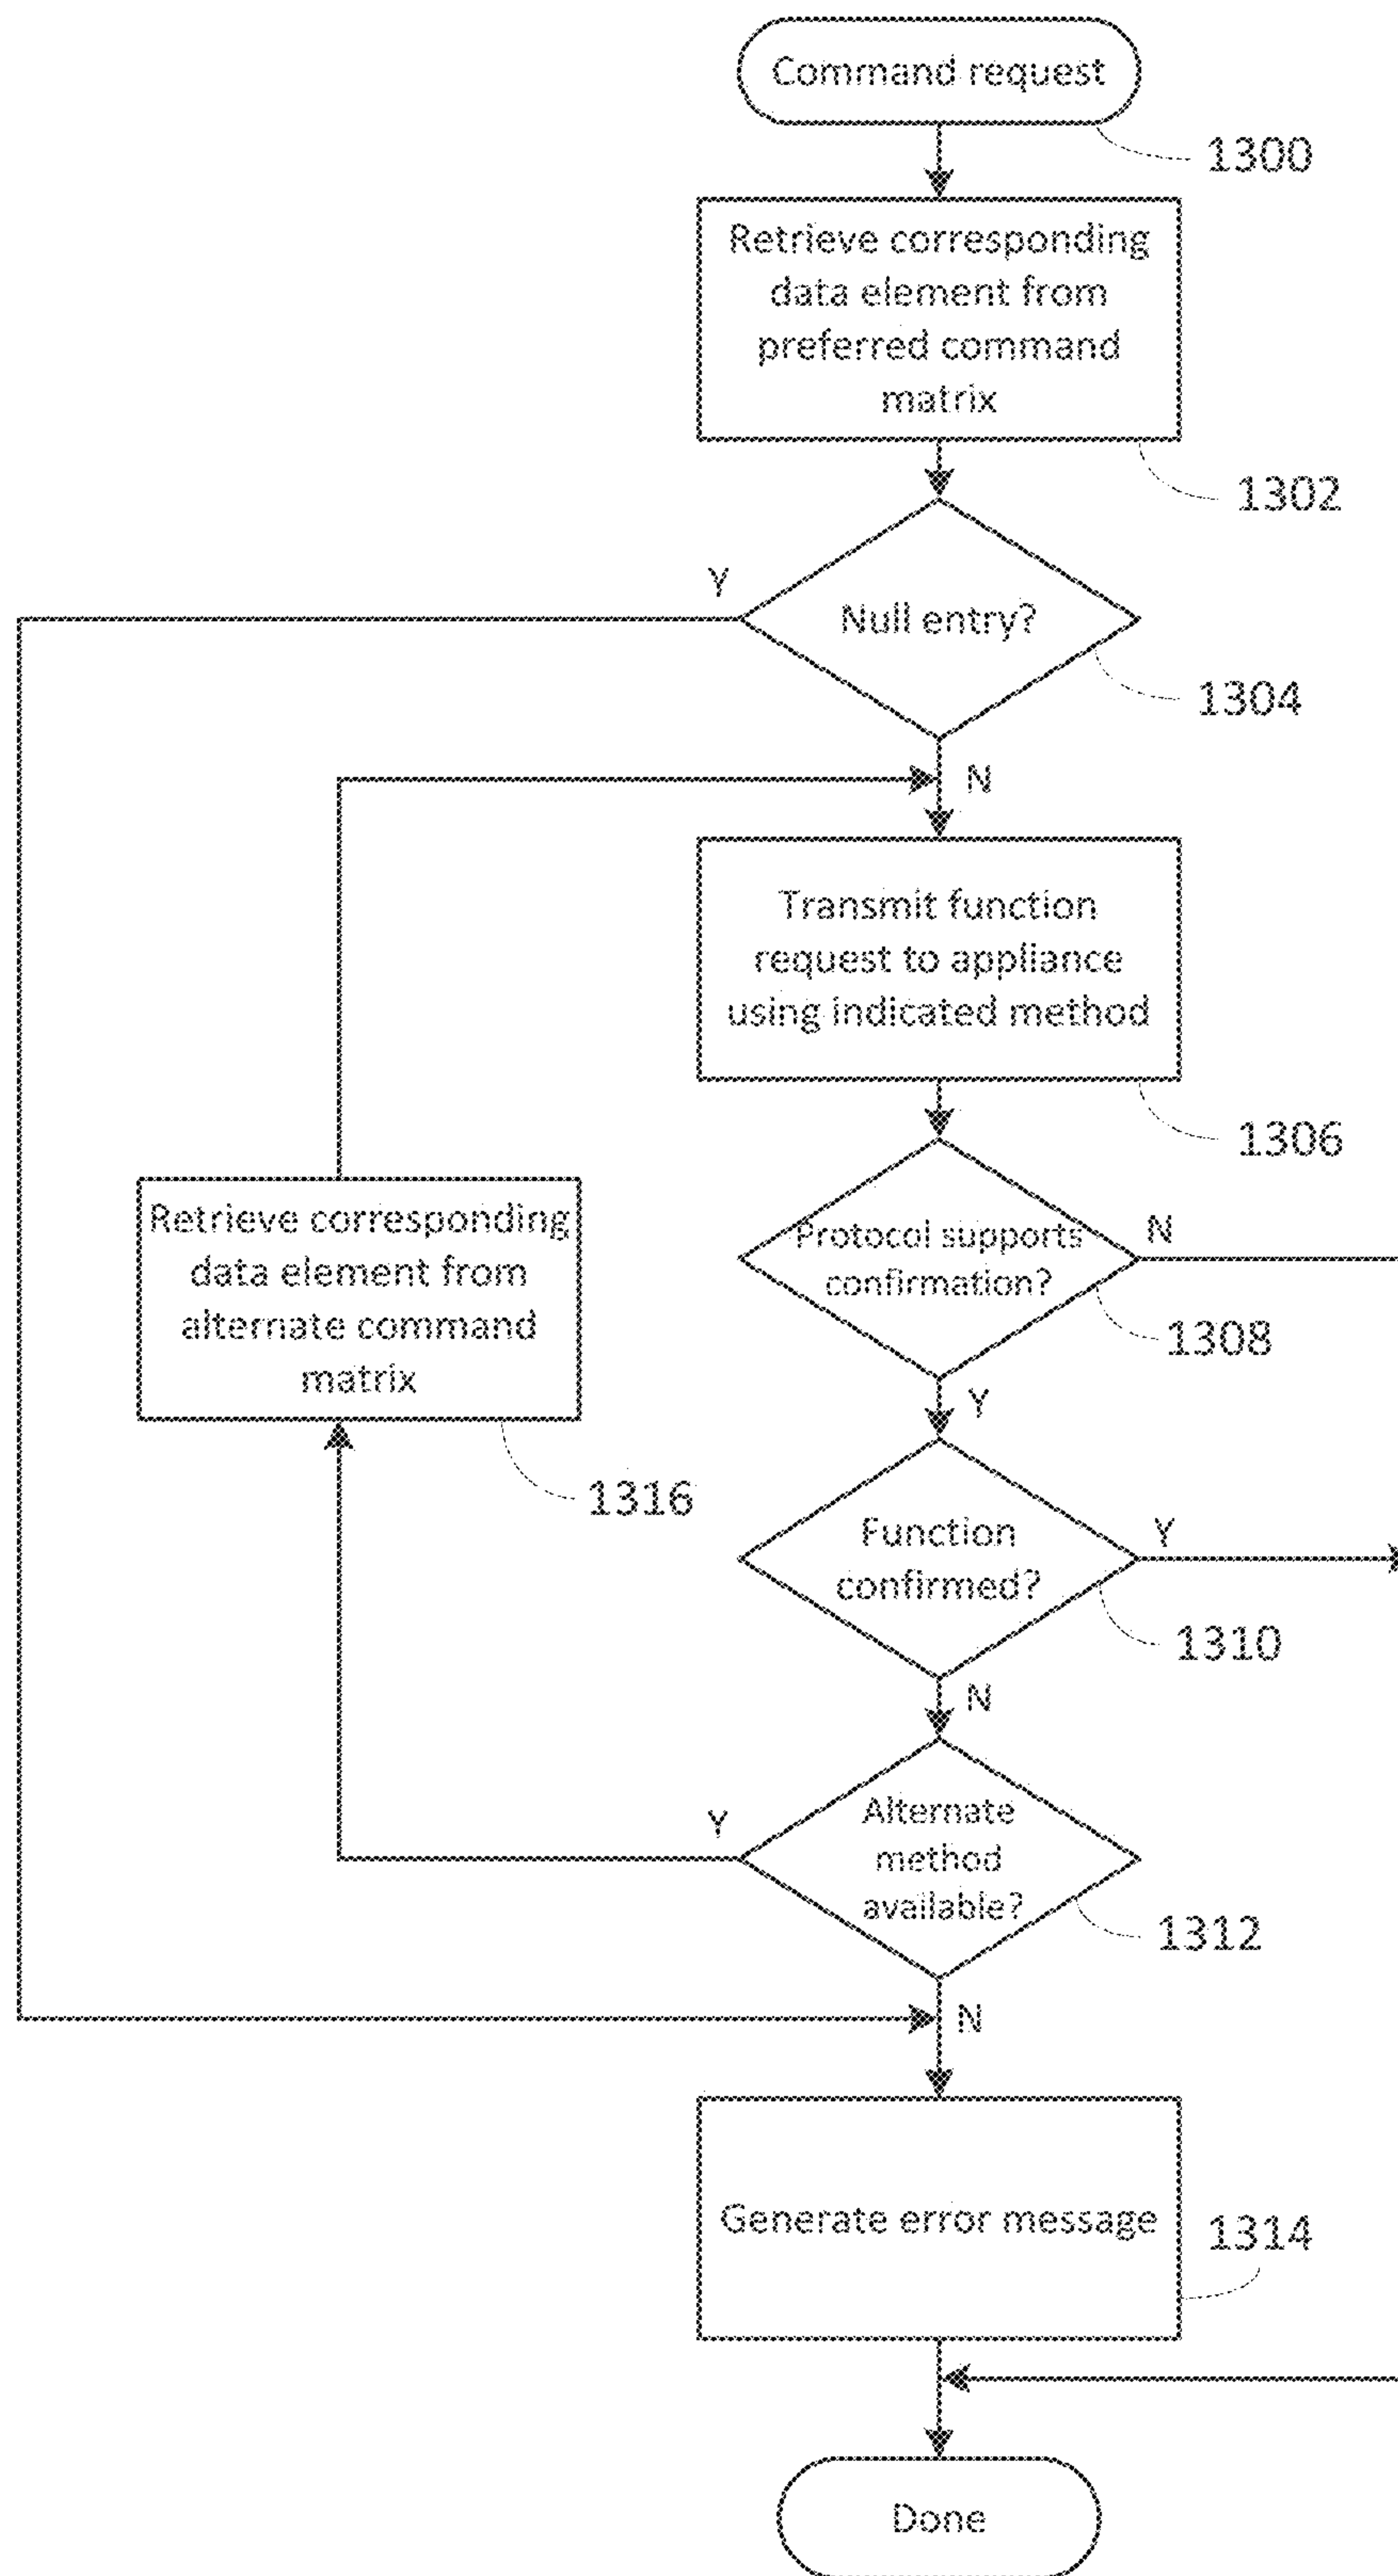 Command request
1300
Retrieve corresponding
data element from
preferred command
matrix
1302
Y
Null entry?
1304
N
Transmit function
request to appliance
using indicated method
1306
Retrieve corresponding
data element from
alternate command
matrix
1316
Protocol supports
confirmation?
N
1308
Y
Function
confirmed?
Y
1310
N
Y
Alternate
method
available?
1312
N
Generate error message
1314
Done